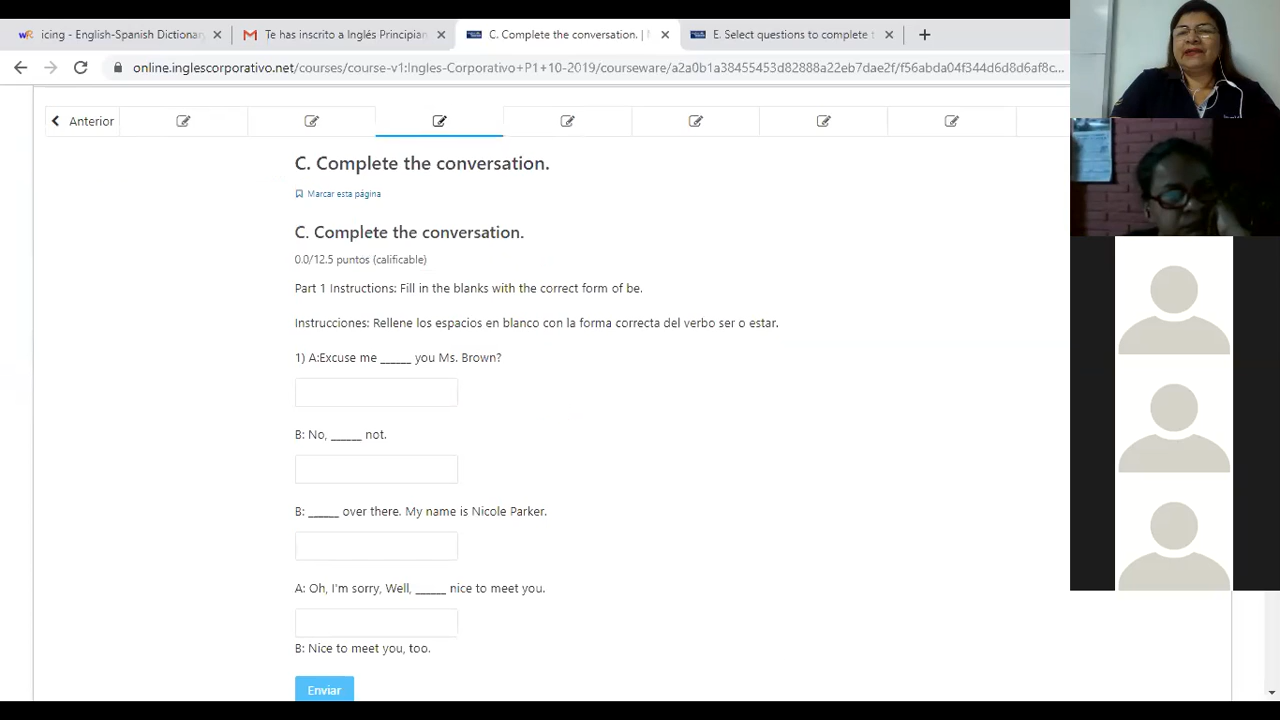 icing - English-Spanish Dictionar
Te has inscrito a Inglés Principian
C. Complete the conversation. |
E. Select questions to complete
online.inglescorporativo.net/courses/course-v1:Ingles-Corporativo+P1+10-2019/courseware/a2a0b1a38455453d82888a22eb7dae2f/f56abda04f344d6d8d6af8c...
Anterior
C. Complete the conversation.
Marcar esta página
C. Complete the conversation.
0.0/12.5 puntos (calificable)
Part 1 Instructions: Fill in the blanks with the correct form of be.
Instrucciones: Rellene los espacios en blanco con la forma correcta del verbo ser o estar.
1) A:Excuse me ______ you Ms. Brown?
B: No, ______ not.
B: ______ over there. My name is Nicole Parker.
A: Oh, I'm sorry, Well, ______ nice to meet you.
B: Nice to meet you, too.
Enviar